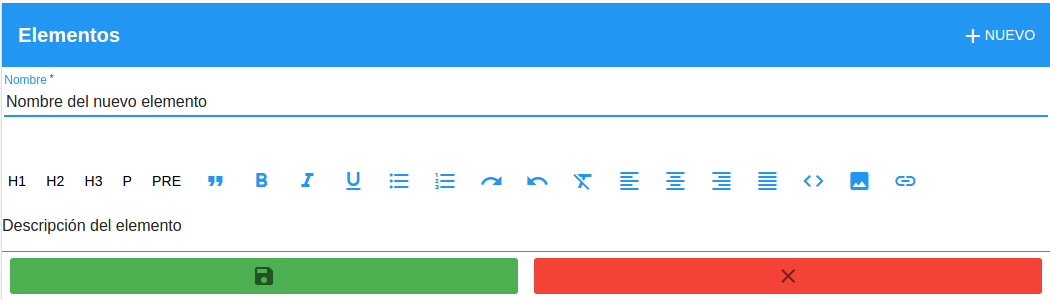 Elementos
NUEVO
Nombre *
Nombre del nuevo elemento
H1 H2 H3 P PRE
Descripción del elemento